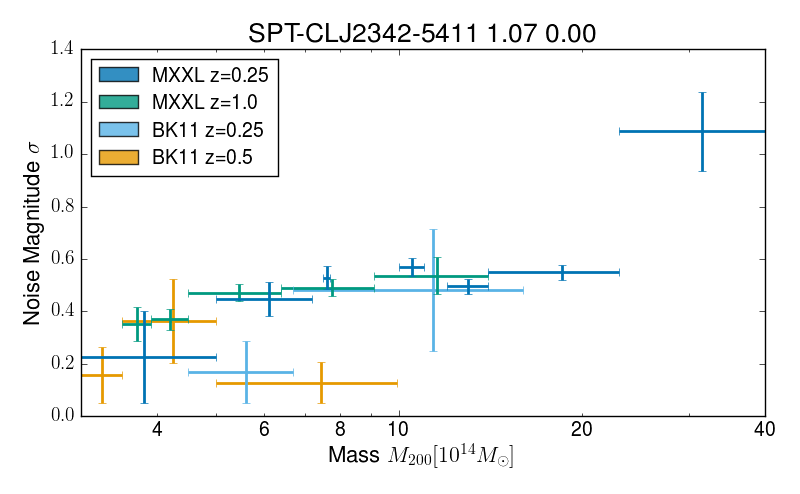 SPT-CLJ2342-5411 1.07 0.00
1.4
1.2
1.0
0.8
0.6
0.4
0.2
0.0
Noise Magnitude σ
MXXL z=0.25
MXXL z=1.0
BK11 z=0.25
BK11 z=0.5
4 6 8 10 20 40
Mass M₂₀₀[10¹⁴M☉]